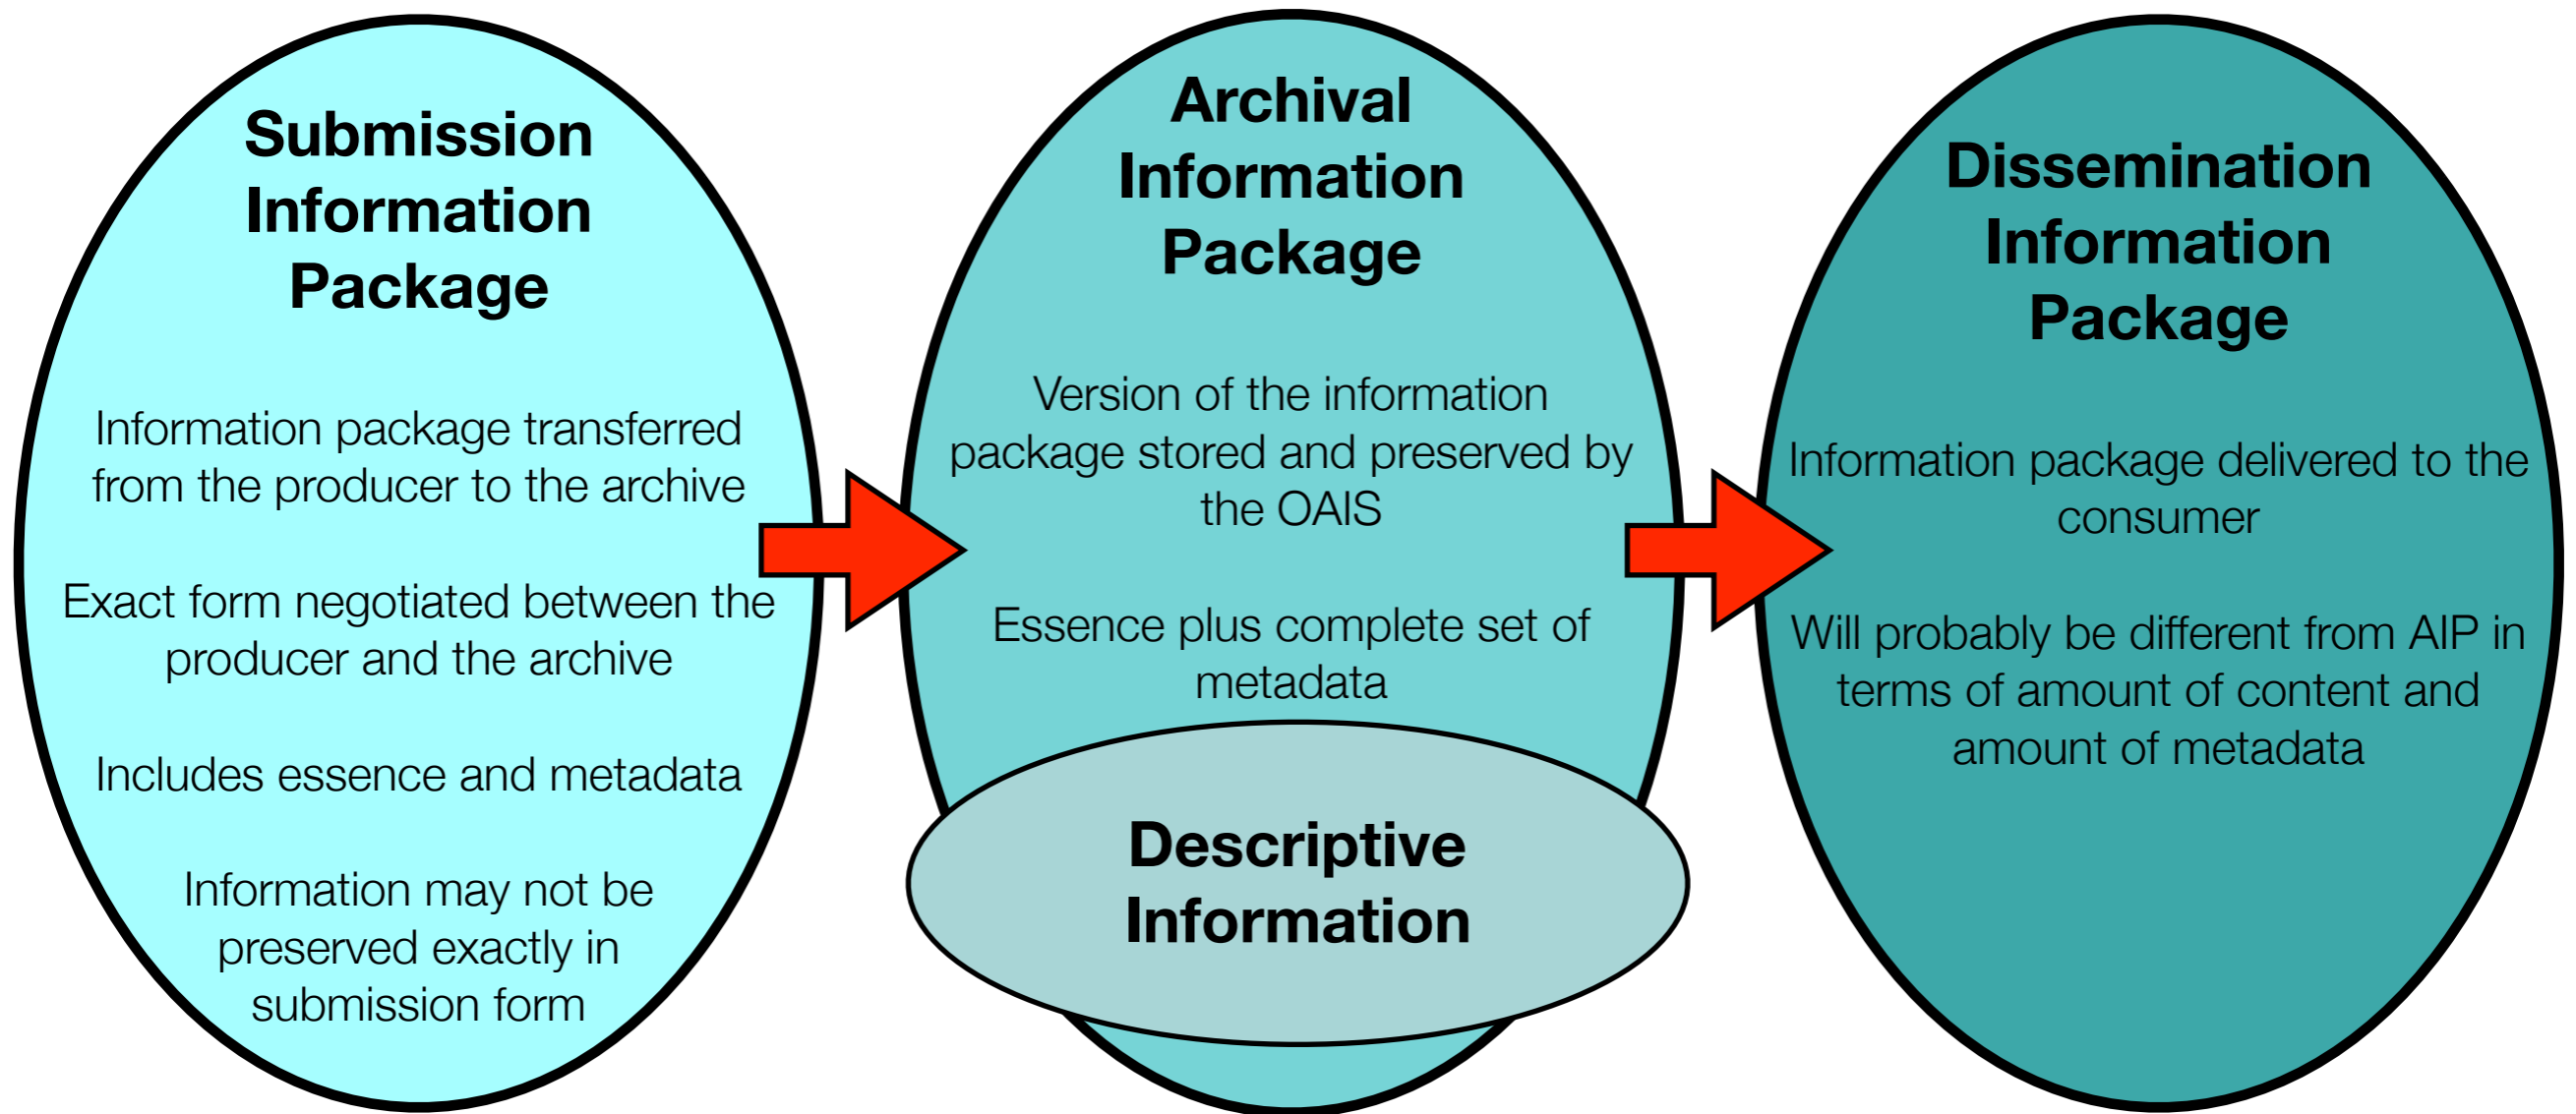 Submission
Information
Package
Information package transferred
from the producer to the archive
Exact form negotiated between the
producer and the archive
Includes essence and metadata
Information may not be
preserved exactly in
submission form
Archival
Information
Package
Version of the information
package stored and preserved by
the OAIS
Essence plus complete set of
metadata
Descriptive
Information
Dissemination
Information
Package
Information package delivered to the
consumer
Will probably be different from AIP in
terms of amount of content and
amount of metadata